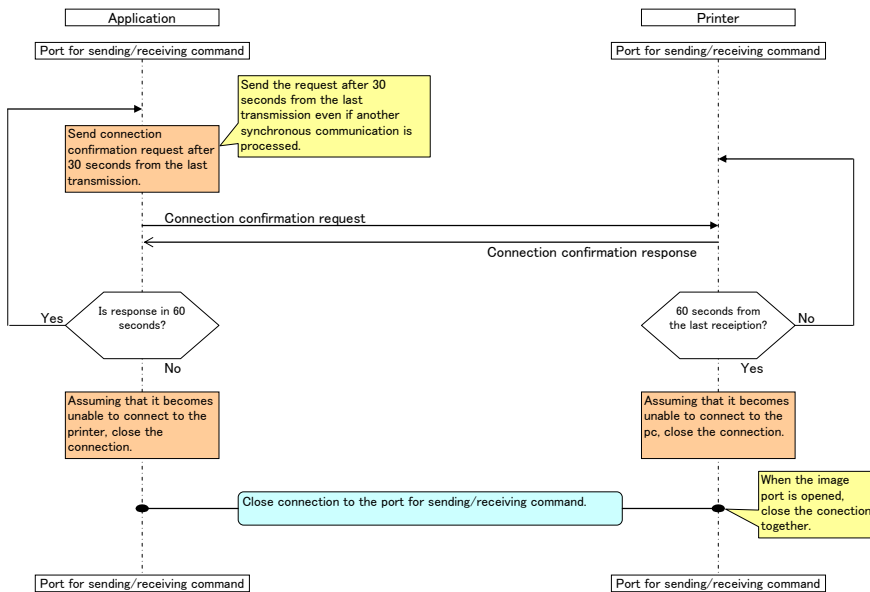 Application
Printer
Port for sending/receiving command
Port for sending/receiving command
Send the request after 30
seconds from the last
transmission even if another
synchronous communication is
processed.
Send connection
confirmation request after
30 seconds from the last
transmission.
Connection confirmation request
Connection confirmation response
Yes
Is response in 60
seconds?
No
60 seconds from
the last receiption?
No
Yes
Assuming that it becomes
unable to connect to the
printer, close the
connection.
Assuming that it becomes
unable to connect to the
pc, close the connection.
Close connection to the port for sending/receiving command.
When the image
port is opened,
close the conection
together.
Port for sending/receiving command
Port for sending/receiving command